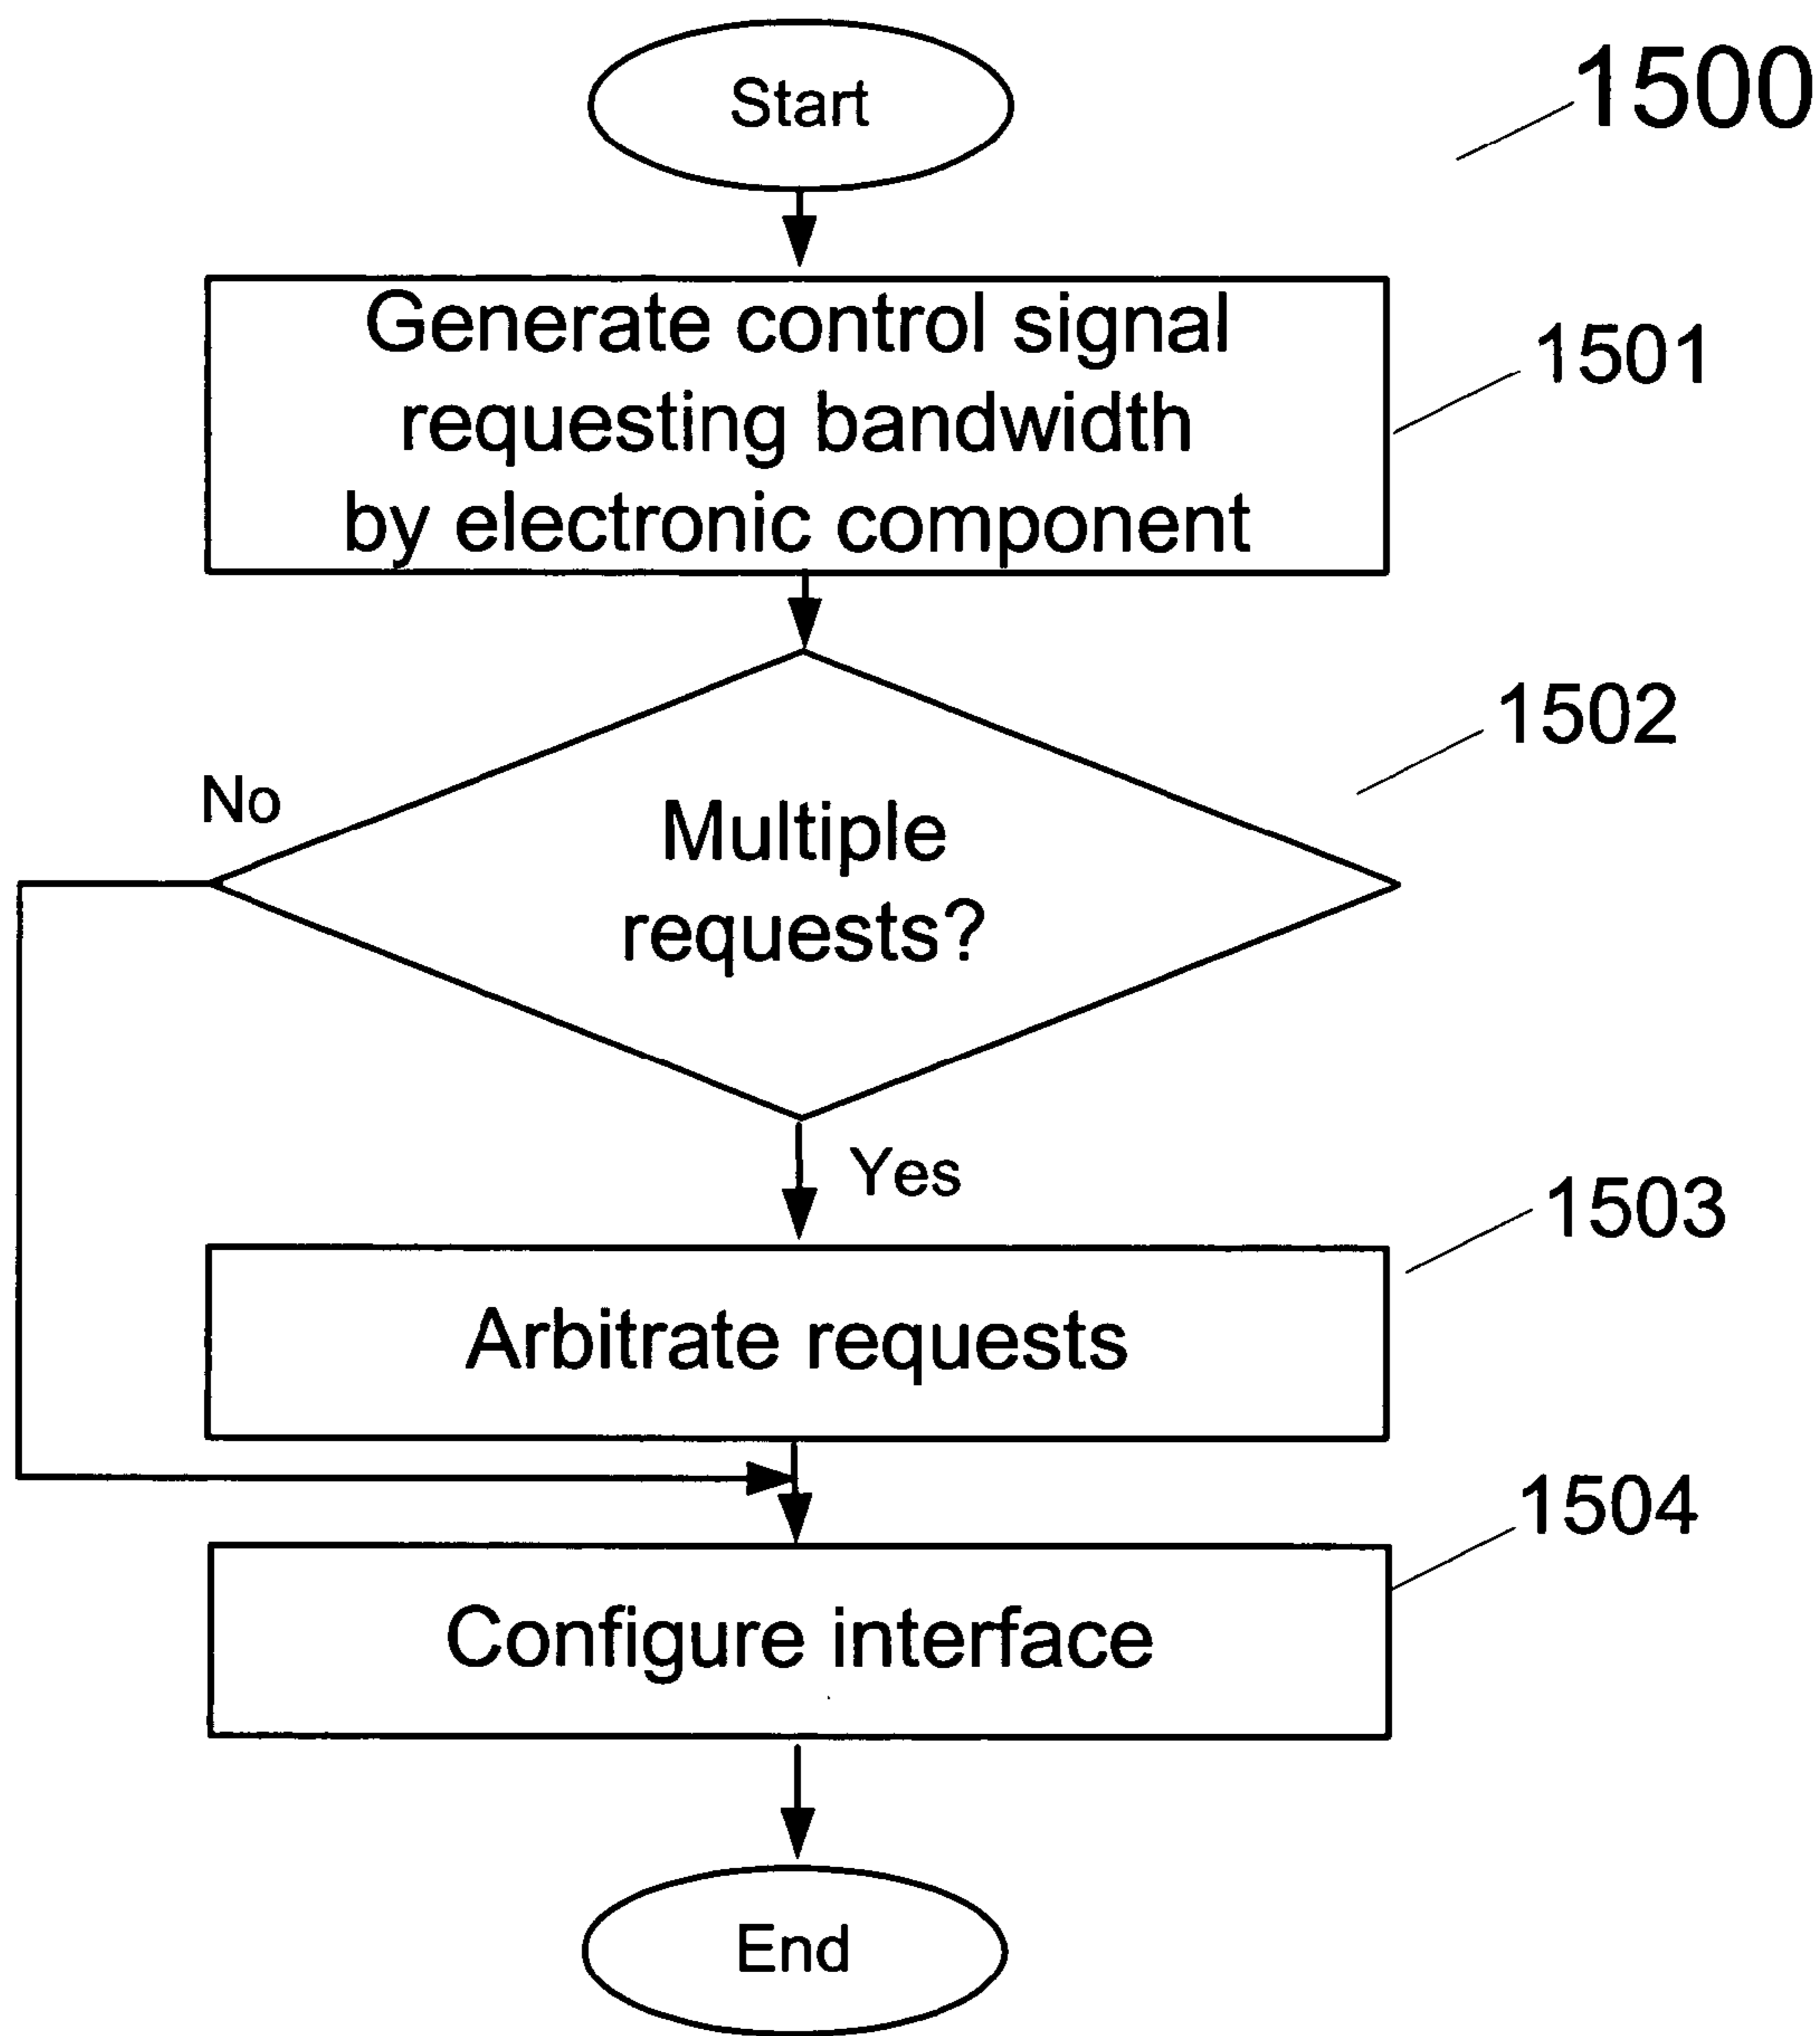 Start
1500
Generate control signal
requesting bandwidth
by electronic component
1501
1502
No
Multiple
requests?
Yes
1503
Arbitrate requests
1504
Configure interface
End